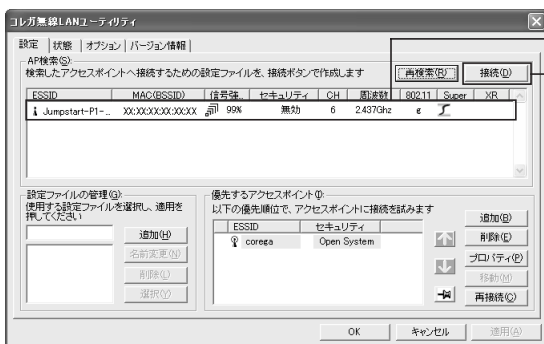 コレガ無線LANユーティリティ
設定 状態 オプション バージョン情報
AP検索(S):
検索したアクセスポイントへ接続するための設定ファイルを、接続ボタンで作成します
再検索(R) 接続(O)
ESSID MAC(BSSID) 信号強.. セキュリティ CH 周波数 802.11 Super XR
Jumpstart-P1-.. XX:XX:XX:XX:XX:XX 99% 無効 6 2.437Ghz g
設定ファイルの管理(G):
使用する設定ファイルを選択し、適用を
押してください
追加(H)
名前変更(N)
削除(L)
選択(Y)
優先するアクセスポイント(I):
以下の優先順位で、アクセスポイントに接続を試みます
ESSID セキュリティ
corega Open System
追加(B)
削除(E)
プロパティ(P)
移動(M)
再接続(C)
OK キャンセル 適用(A)